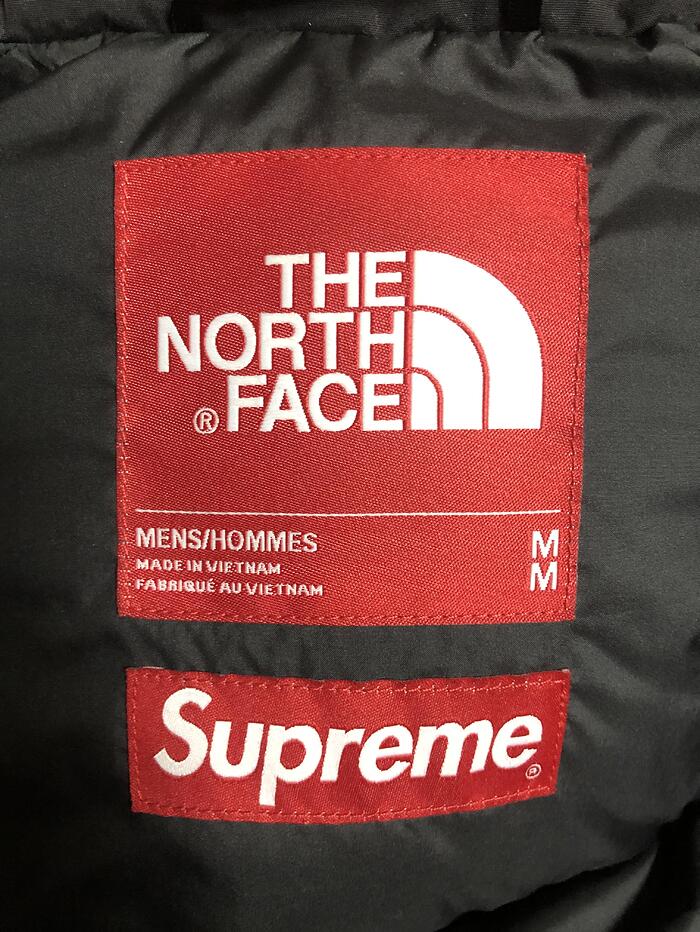 THE
NORTH
® FACE
MENS/HOMMES M
MADE IN VIETNAM M
FABRIQUÉ AU VIETNAM
Supreme ®